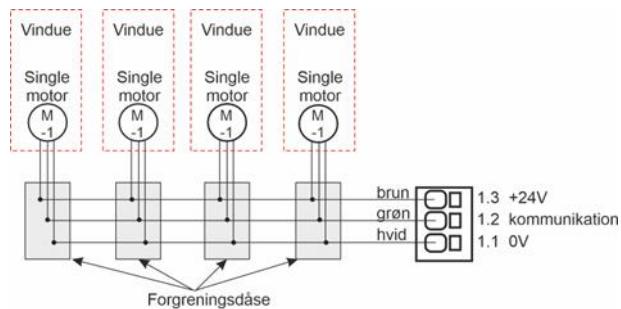 Vindue Vindue Vindue Vindue
Single Single Single Single
motor motor motor motor
M M M M
-1 -1 -1 -1
brun 1.3 +24V
grøn 1.2 kommunikation
hvid 1.1 0V
Forgreningsdåse